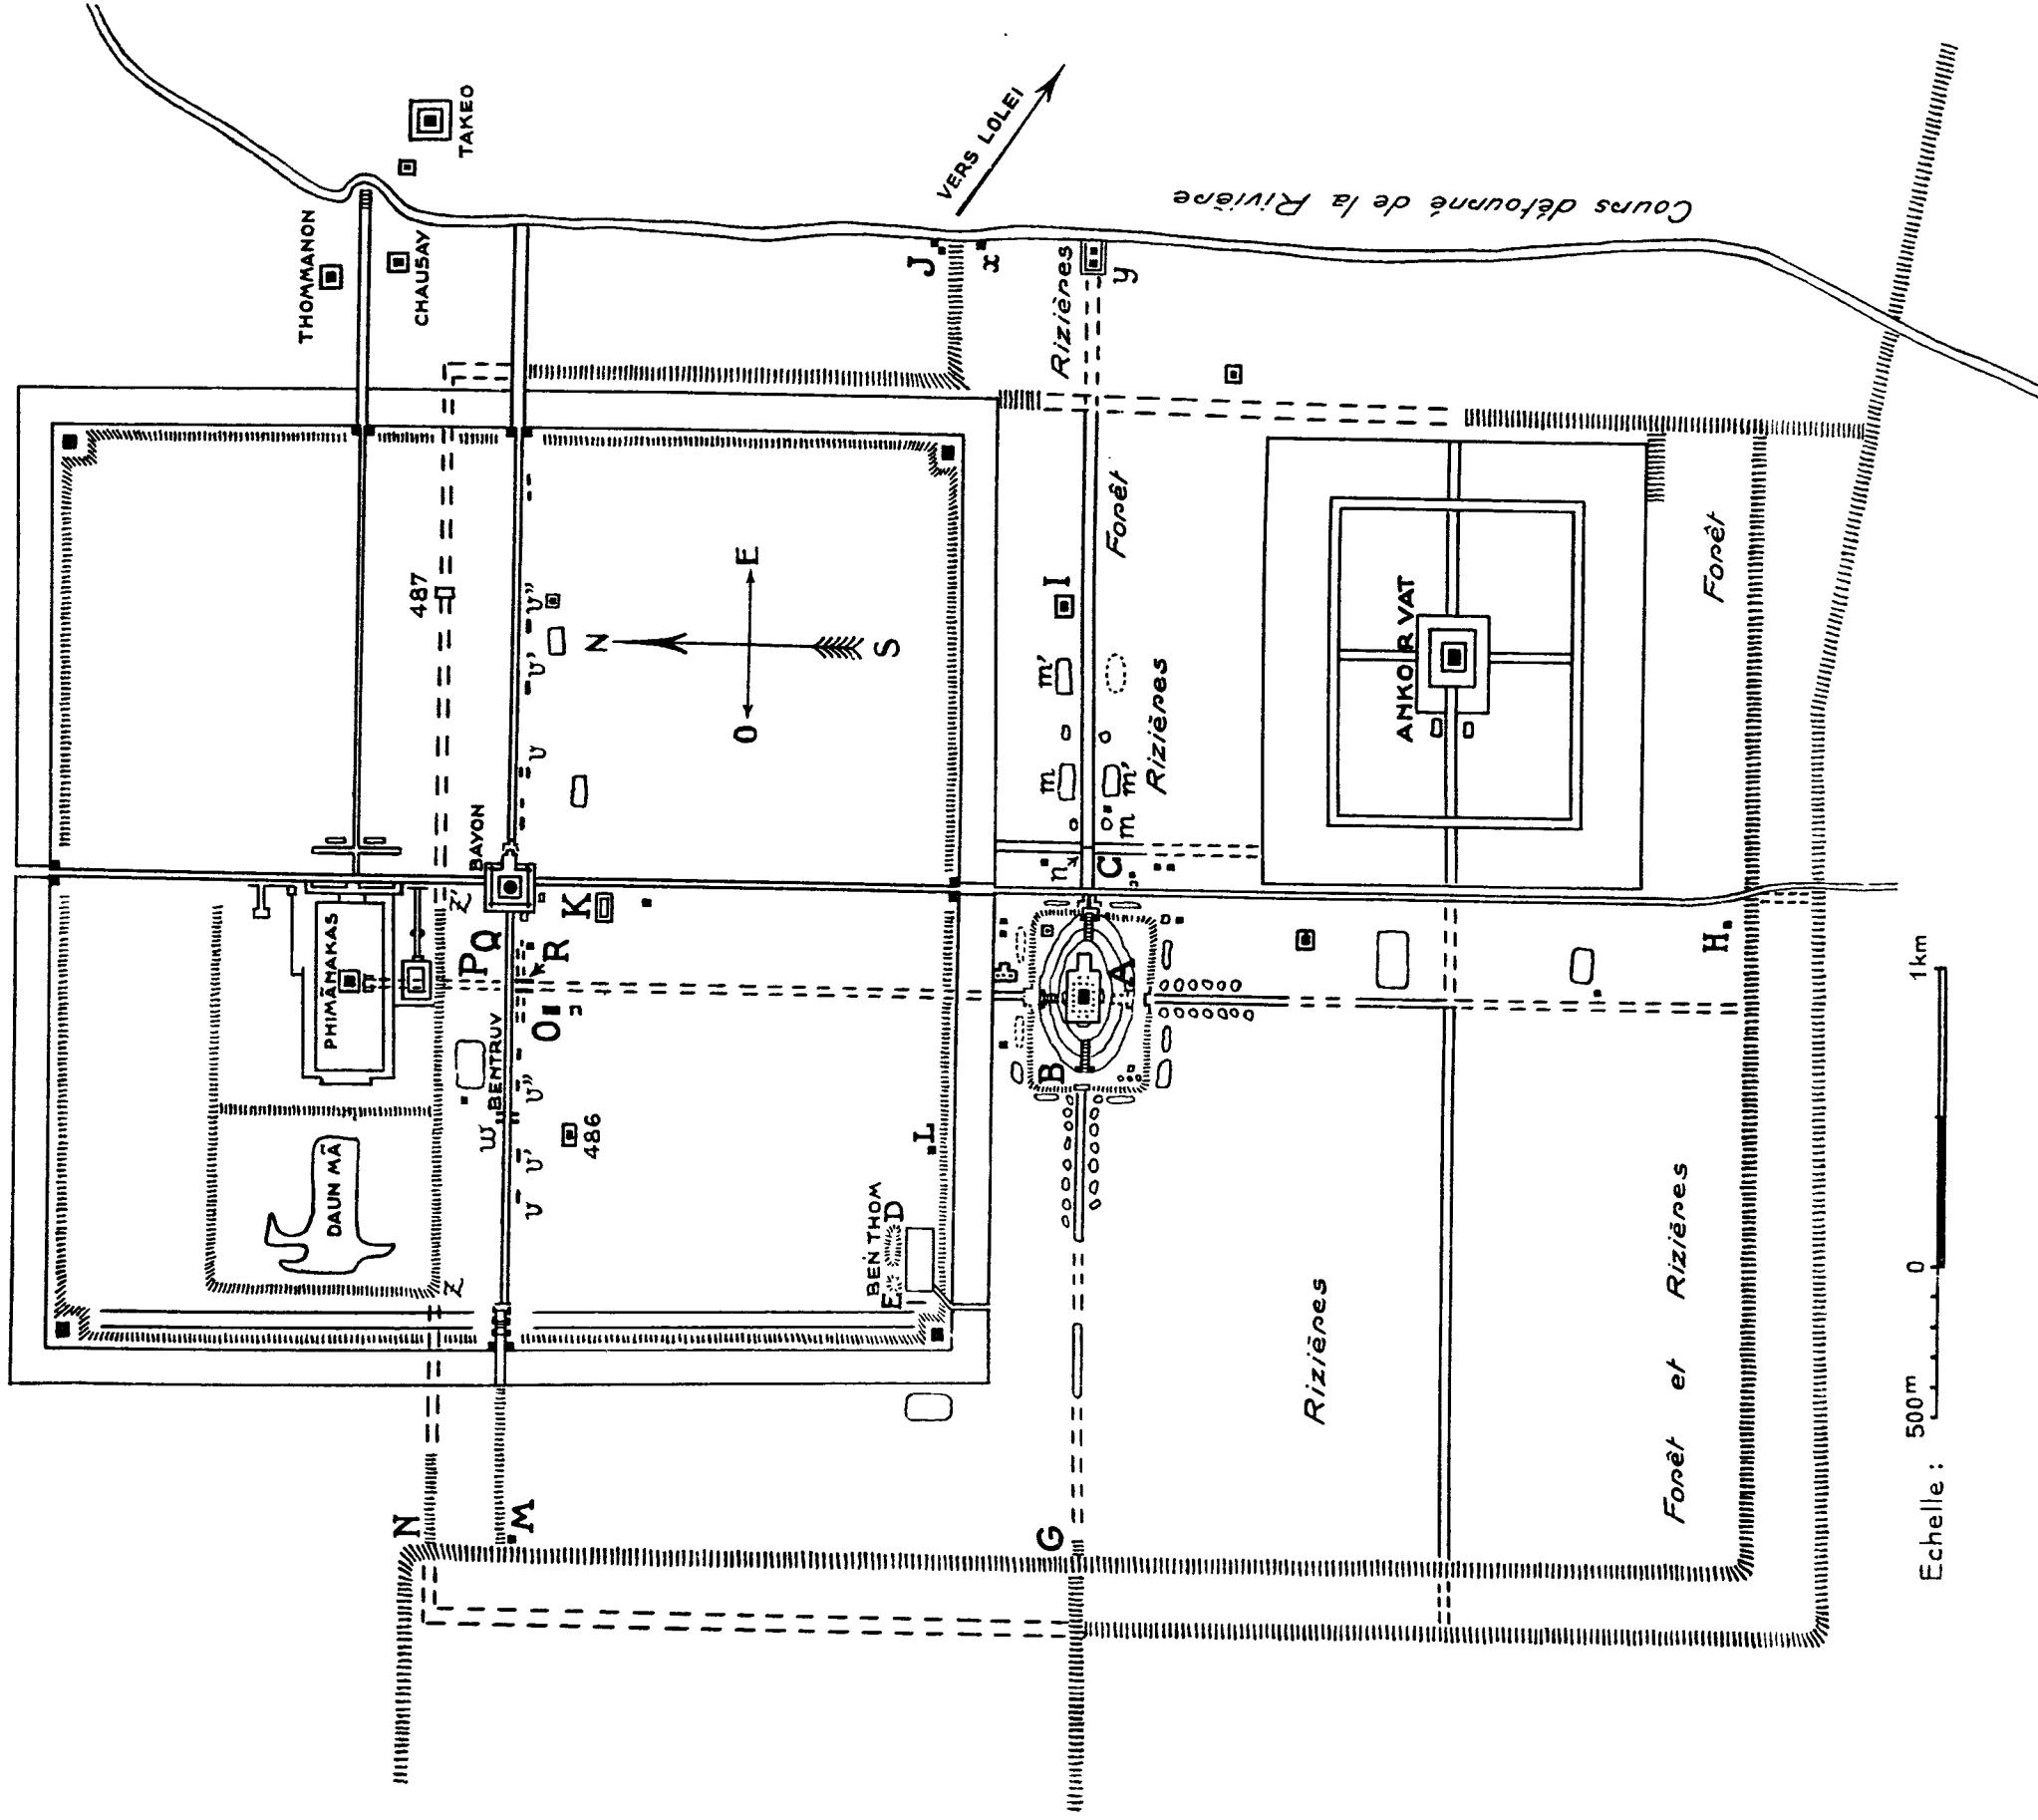 TAKEO
THOMMANON
CHAUSAY
VERS LOLEI
Cours détourné de la Rivière
J
x
y
Rizières
Forêt
487
N
E
O
S
I
m'
m
m'
m
n
C
Rizières
ANKOR VAT
Forêt
BAYON
v
v'
v''
z'
K
P
Q
R
O
PHIMĀNAKAS
BENTRUV
w
v''
v'
v
486
DAUN MĀ
z
L
BEN THOM
D
E
A
B
H
N
M
G
Rizières
Forêt et Rizières
Echelle : 500m 0 1km